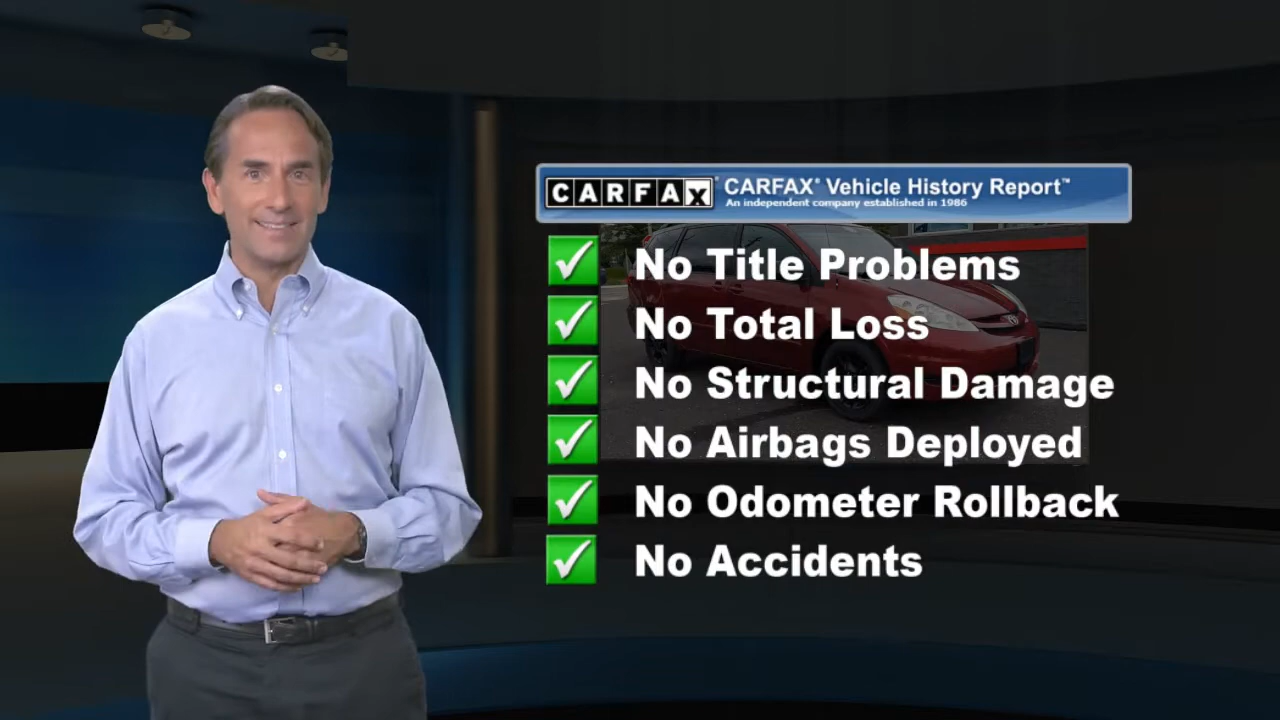 CARFAX
CARFAX® Vehicle History Report™
An independent company established in 1986
No Title Problems
No Total Loss
No Structural Damage
No Airbags Deployed
No Odometer Rollback
No Accidents